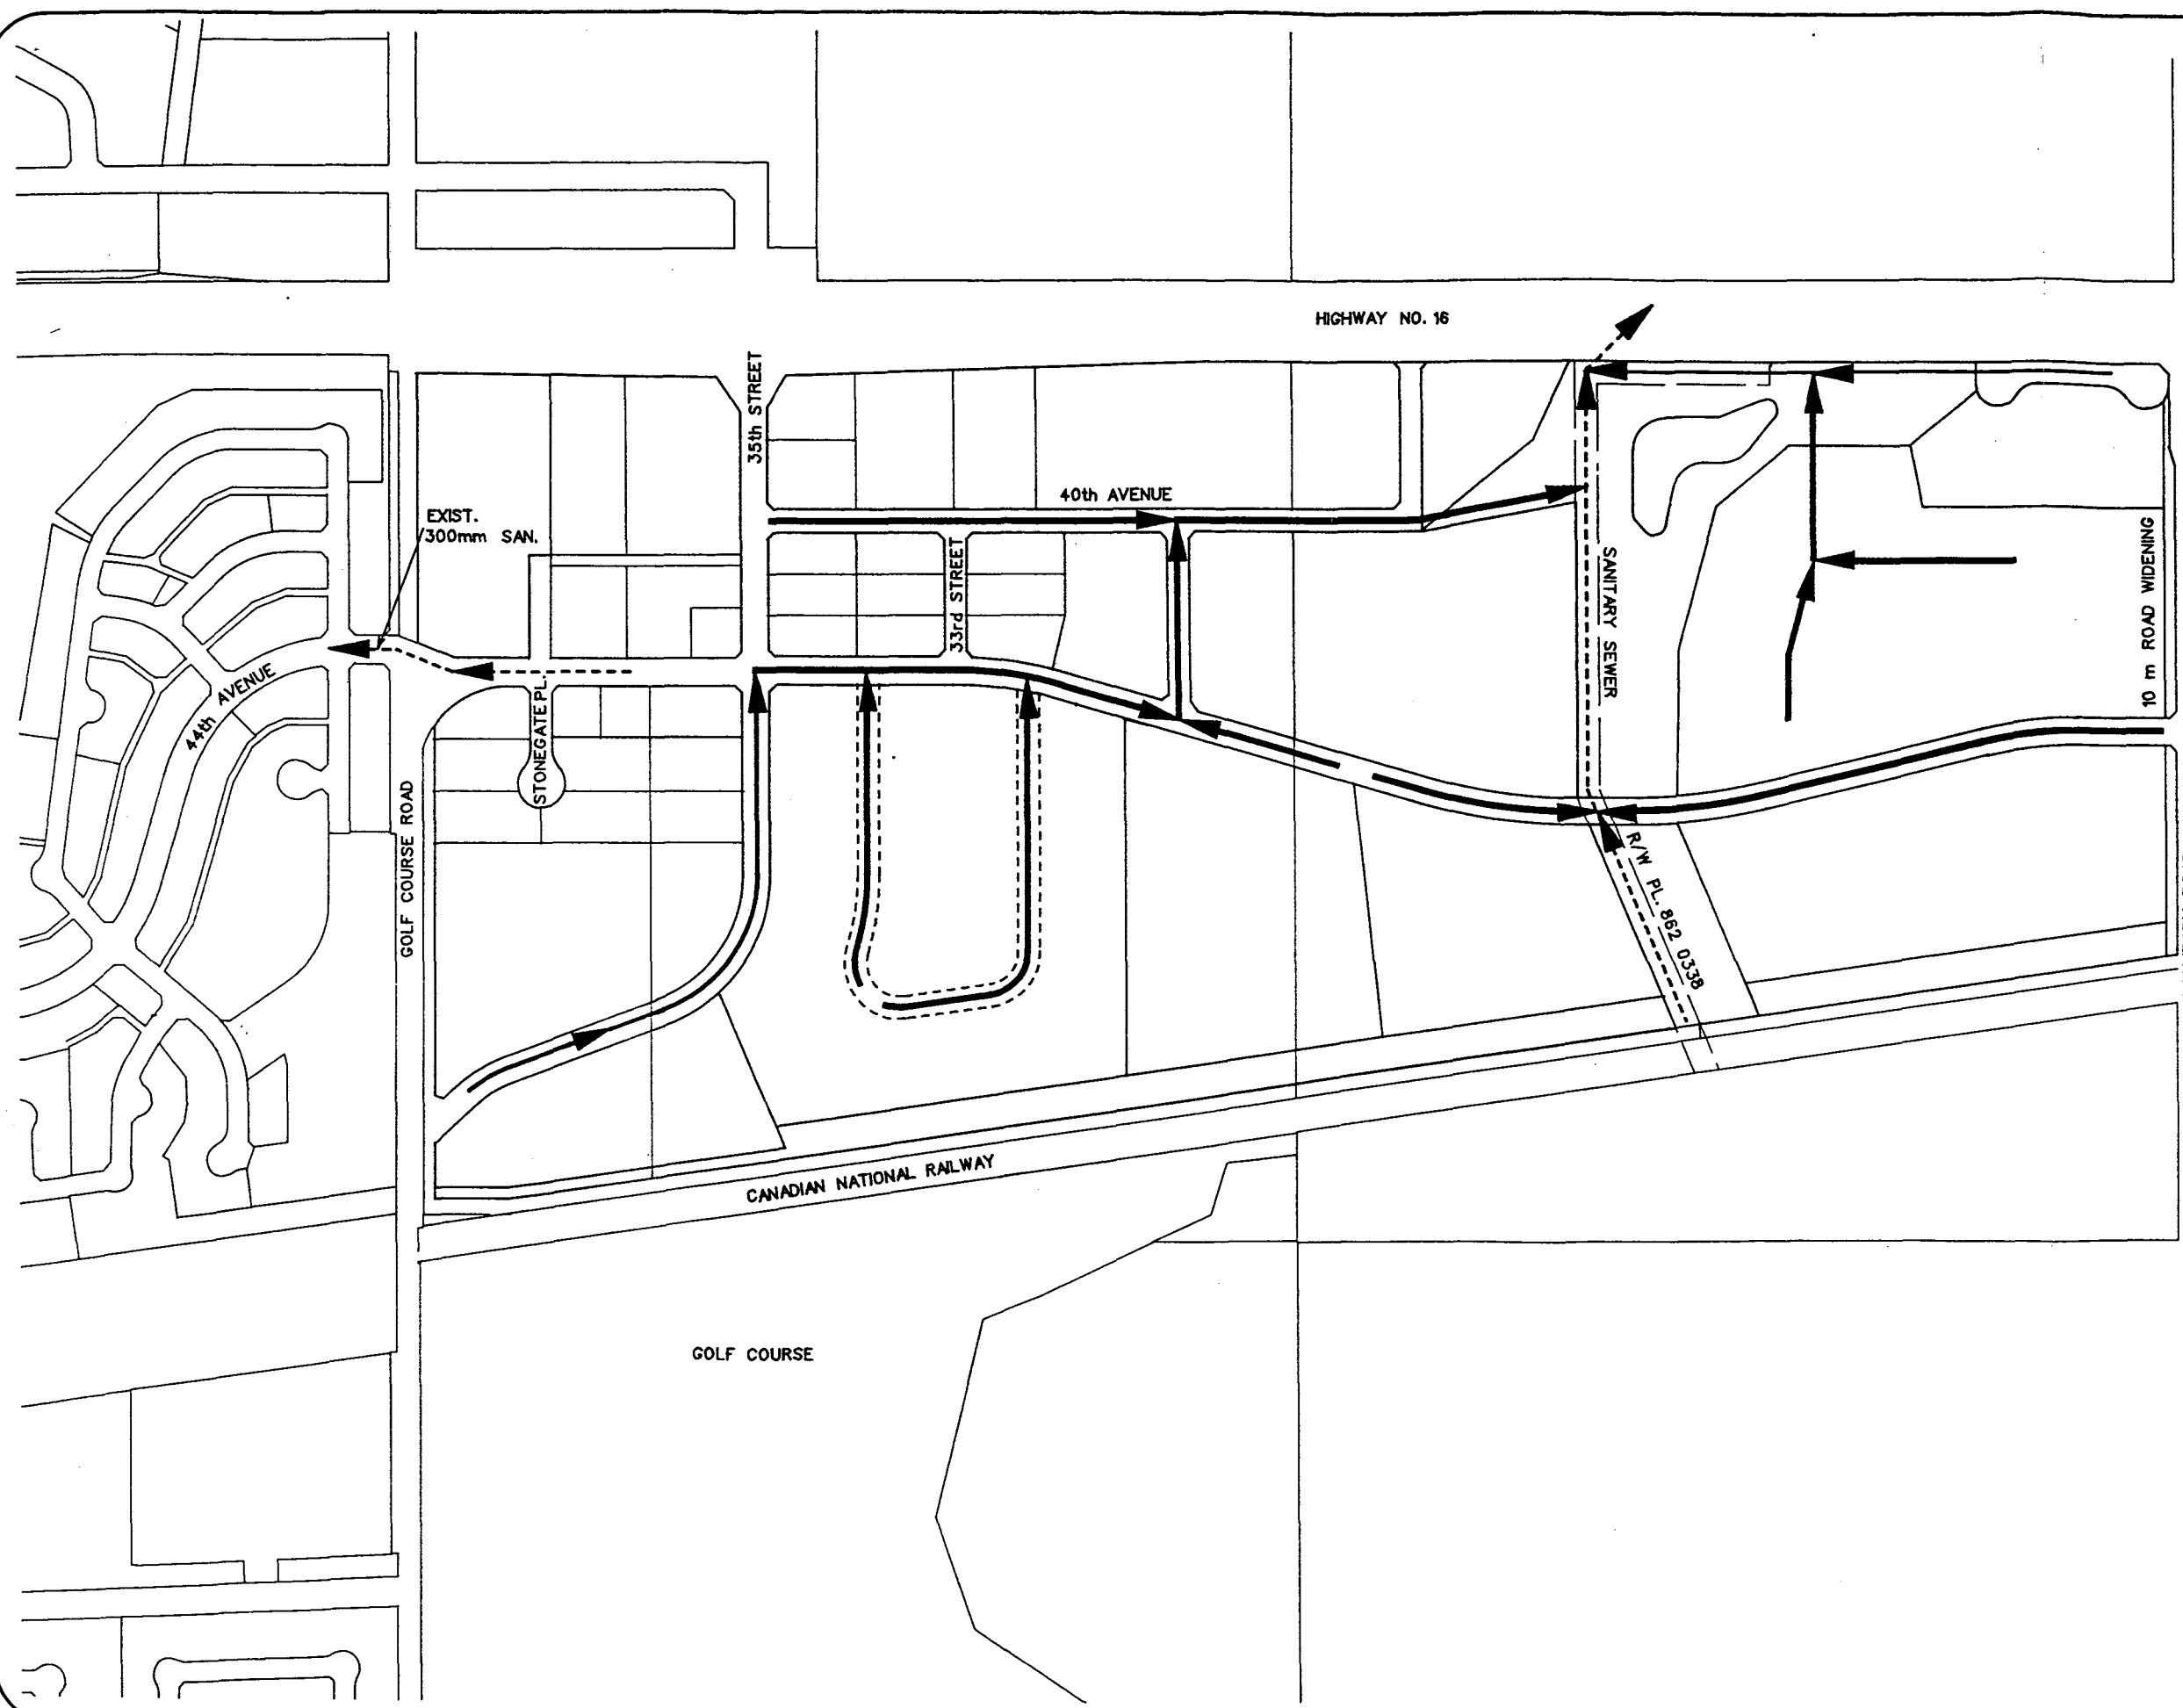 HIGHWAY NO. 16
35th STREET
40th AVENUE
EXIST.
300mm SAN.
33rd STREET
SANITARY SEWER
10 m ROAD WIDENING
44th AVENUE
STONEGATE PL.
GOLF COURSE ROAD
R/W PL. 862 0338
CANADIAN NATIONAL RAILWAY
GOLF COURSE